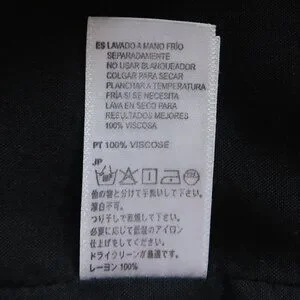 ES LAVADO A MANO FRÍO
SEPARADAMENTE
NO USAR BLANQUEADOR
COLGAR PARA SECAR
PLANCHAR A TEMPERATURA
FRÍA SI SE NECESITA
LAVA EN SECO PARA
RESULTADOS MEJORES
100% VISCOSA
PT 100% VISCOSE
JP
他の物と分けて手洗いして下さい。
漂白不可。
つり干しで乾燥して下さい。
必要に応じて低温のアイロン
仕上げをしてください。
ドライクリーンが最適です。
レーヨン 100%